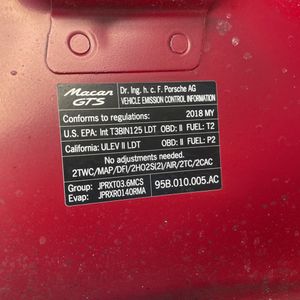 Macan Dr. Ing. h. c. F. Porsche AG
GTS VEHICLE EMISSION CONTROL INFORMATION
Conforms to regulations: 2018 MY
U.S. EPA: Int T3BIN125 LDT OBD: II Fuel: T2
California: ULEV II LDT OBD: II Fuel: P2
No adjustments needed.
2TWC/MAP/DFI/2HO2S(2)/AIR/2TC/2CAC
Group: JPRXT03.6MCS
Evap: JPRXR0140RMA 95B.010.005.AC